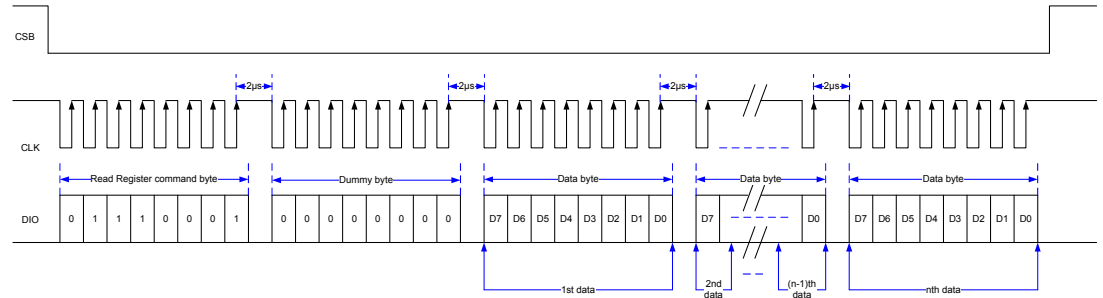 CSB
2µs 2µs 2µs 2µs
CLK
Read Register command byte Dummy byte Data byte Data byte Data byte
DIO 0 1 1 1 0 0 0 1 0 0 0 0 0 0 0 0 D7 D6 D5 D4 D3 D2 D1 D0 D7 D0 D7 D6 D5 D4 D3 D2 D1 D0
1st data 2nd data (n-1)th data nth data